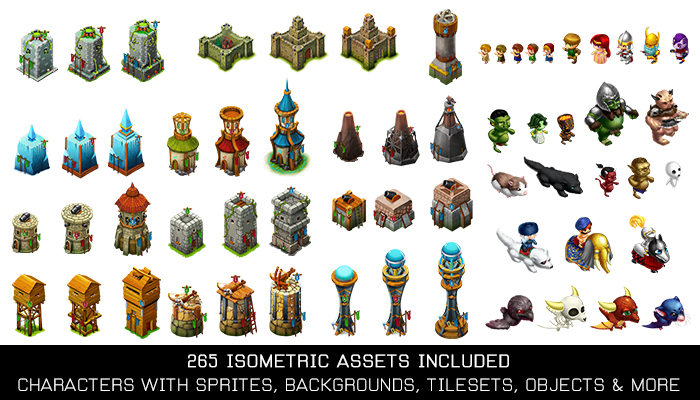 265 ISOMETRIC ASSETS INCLUDED
CHARACTERS WITH SPRITES, BACKGROUNDS, TILESETS, OBJECTS & MORE